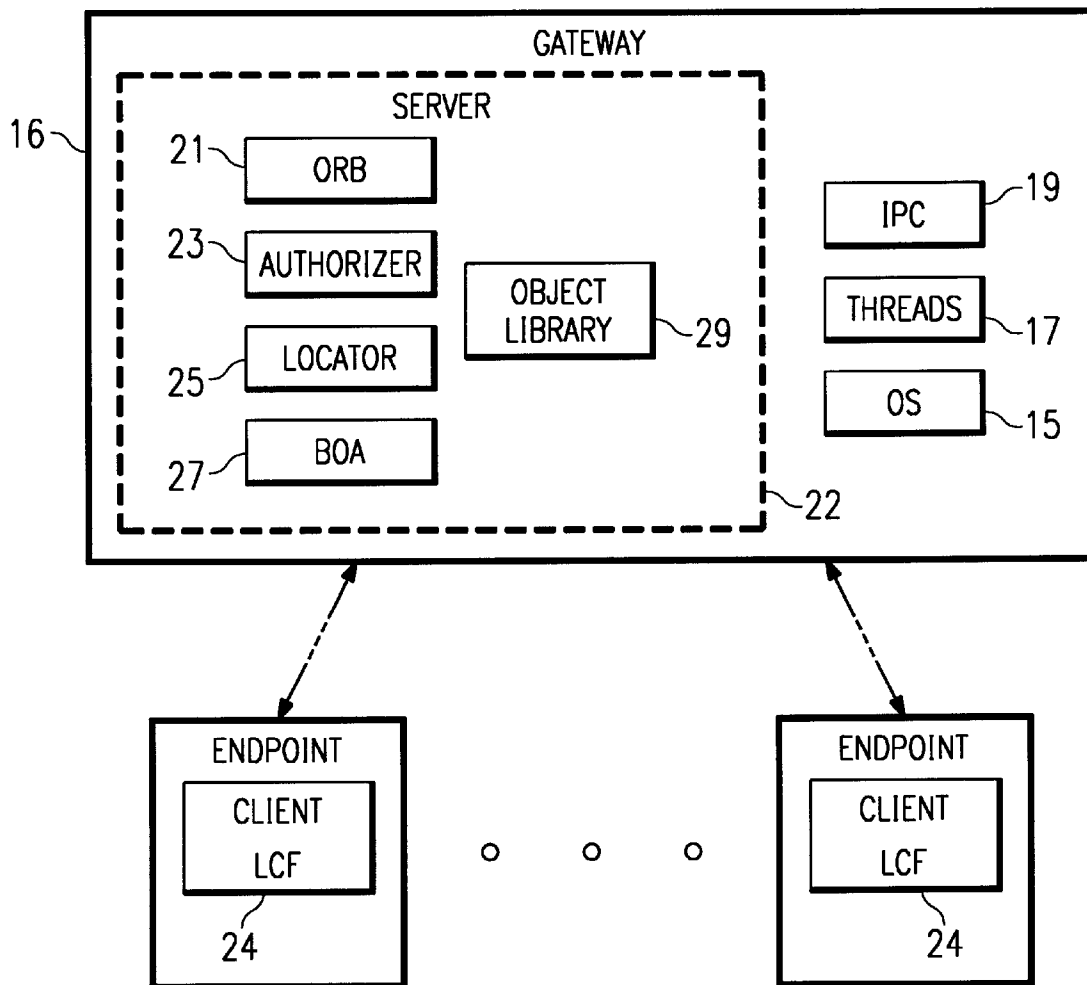 GATEWAY
SERVER
16
21
ORB
19
IPC
23
AUTHORIZER
OBJECT
LIBRARY
29
THREADS
17
25
LOCATOR
OS
15
27
BOA
22
ENDPOINT
CLIENT
LCF
24
ENDPOINT
CLIENT
LCF
24